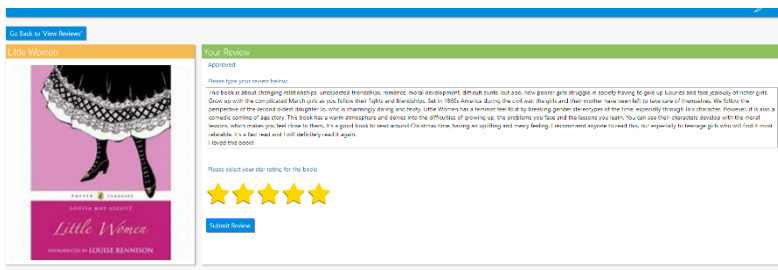 Go Back to 'View Reviews'
Little Women
Your Review
Approved
Please type your review below:
This book is about changing relationships, unexpected friendships, romance, moral development, difficult aunts, but also, how poorer girls struggle in society having to give up luxuries and face jealousy of richer girls.
Grow up with the complicated March girls as you follow their fights and friendships. Set in 1860s America during the civil war, the girls and their mother have been left to take care of themselves. We follow the
perspective of the second oldest daughter Jo, who is charmingly daring and feisty. Little Women has a feminist feel to it by breaking gender stereotypes of the time, especially through Jo's character. However, it is also a
comedic coming of age story. This book has a warm atmosphere and delves into the difficulties of growing up, the problems you face and the lessons you learn. You can see their characters develop with the moral
lessons, which makes you feel close to them. It's a good book to read around Christmas time, having an uplifting and merry feeling. I recommend anyone to read this, but especially to teenage girls who will find it most
relatable. It's a fast read and I will definitely read it again.
I loved this book!
Please select your star rating for the book:
Submit Review
PUFFIN CLASSICS
LOUISA MAY ALCOTT
Little Women
INTRODUCED BY LOUISE RENNISON